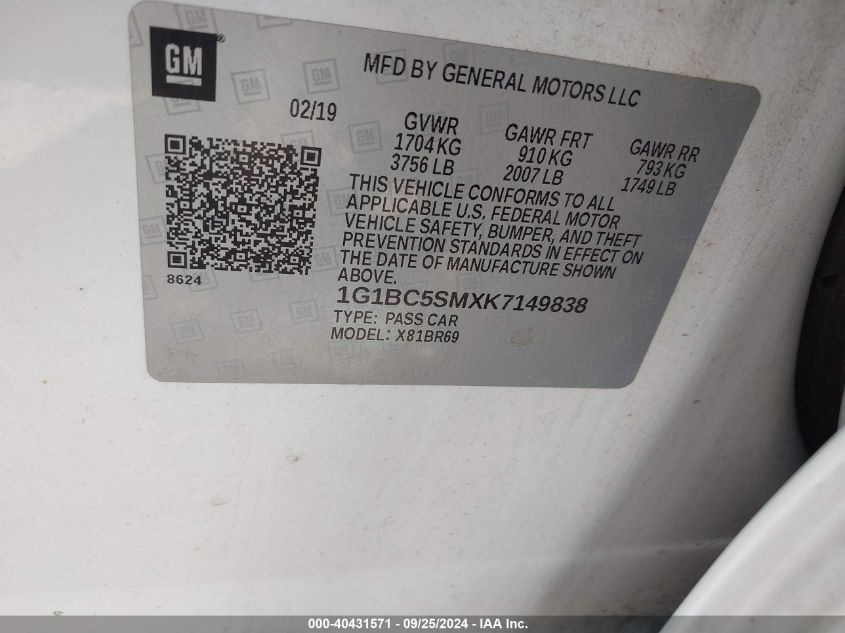 GM
MFD BY GENERAL MOTORS LLC
02/19
GVWR
1704 KG
3756 LB
GAWR FRT
910 KG
2007 LB
GAWR RR
793 KG
1749 LB
THIS VEHICLE CONFORMS TO ALL
APPLICABLE U.S. FEDERAL MOTOR
VEHICLE SAFETY, BUMPER, AND THEFT
PREVENTION STANDARDS IN EFFECT ON
THE DATE OF MANUFACTURE SHOWN
ABOVE.
8624
1G1BC5SMXK7149838
TYPE: PASS CAR
MODEL: X81BR69
000-40431571 - 09/25/2024 - IAA Inc.